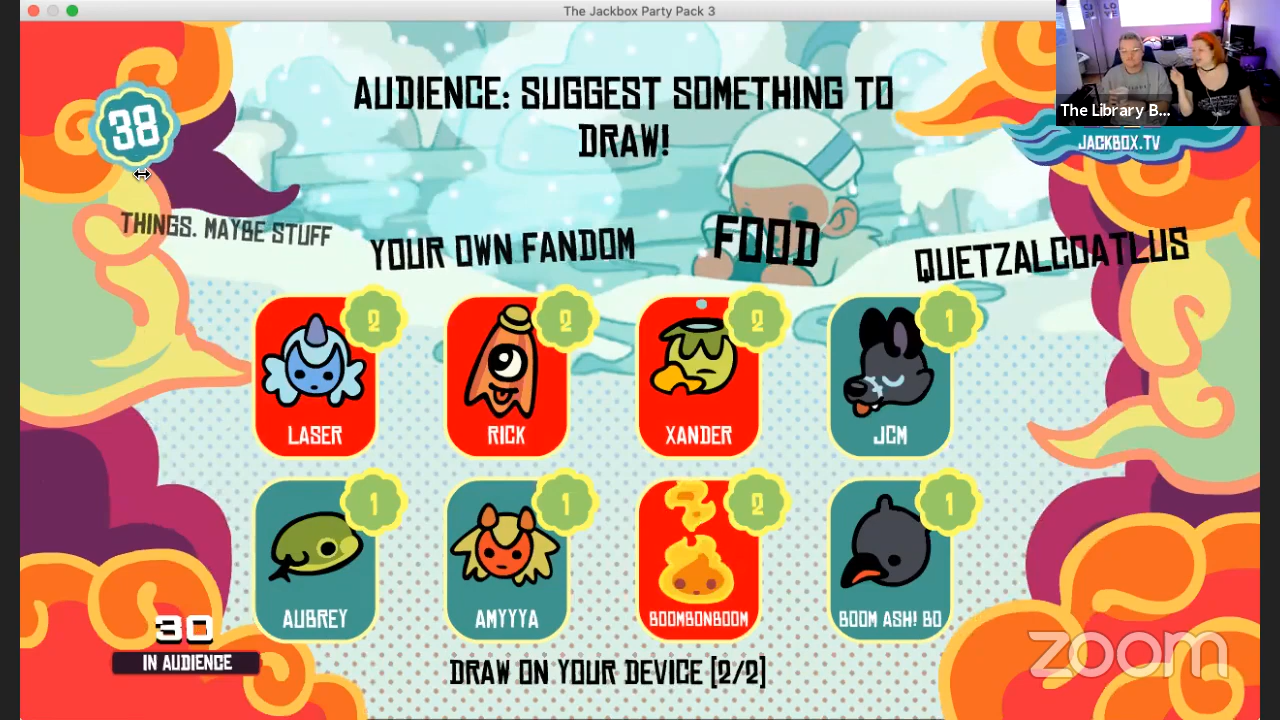 The Jackbox Party Pack 3
AUDIENCE: SUGGEST SOMETHING TO
DRAW!
38
The Library B...
JACKBOX.TV
THINGS. MAYBE STUFF
YOUR OWN FANDOM
FOOD
QUETZALCOATLUS
2
2
2
1
LASER
RICK
XANDER
JCM
1
1
2
1
AUBREY
AMYYYA
BOOMBONBOOM
BOOM ASH! BO
30
IN AUDIENCE
DRAW ON YOUR DEVICE [2/2]
zoom